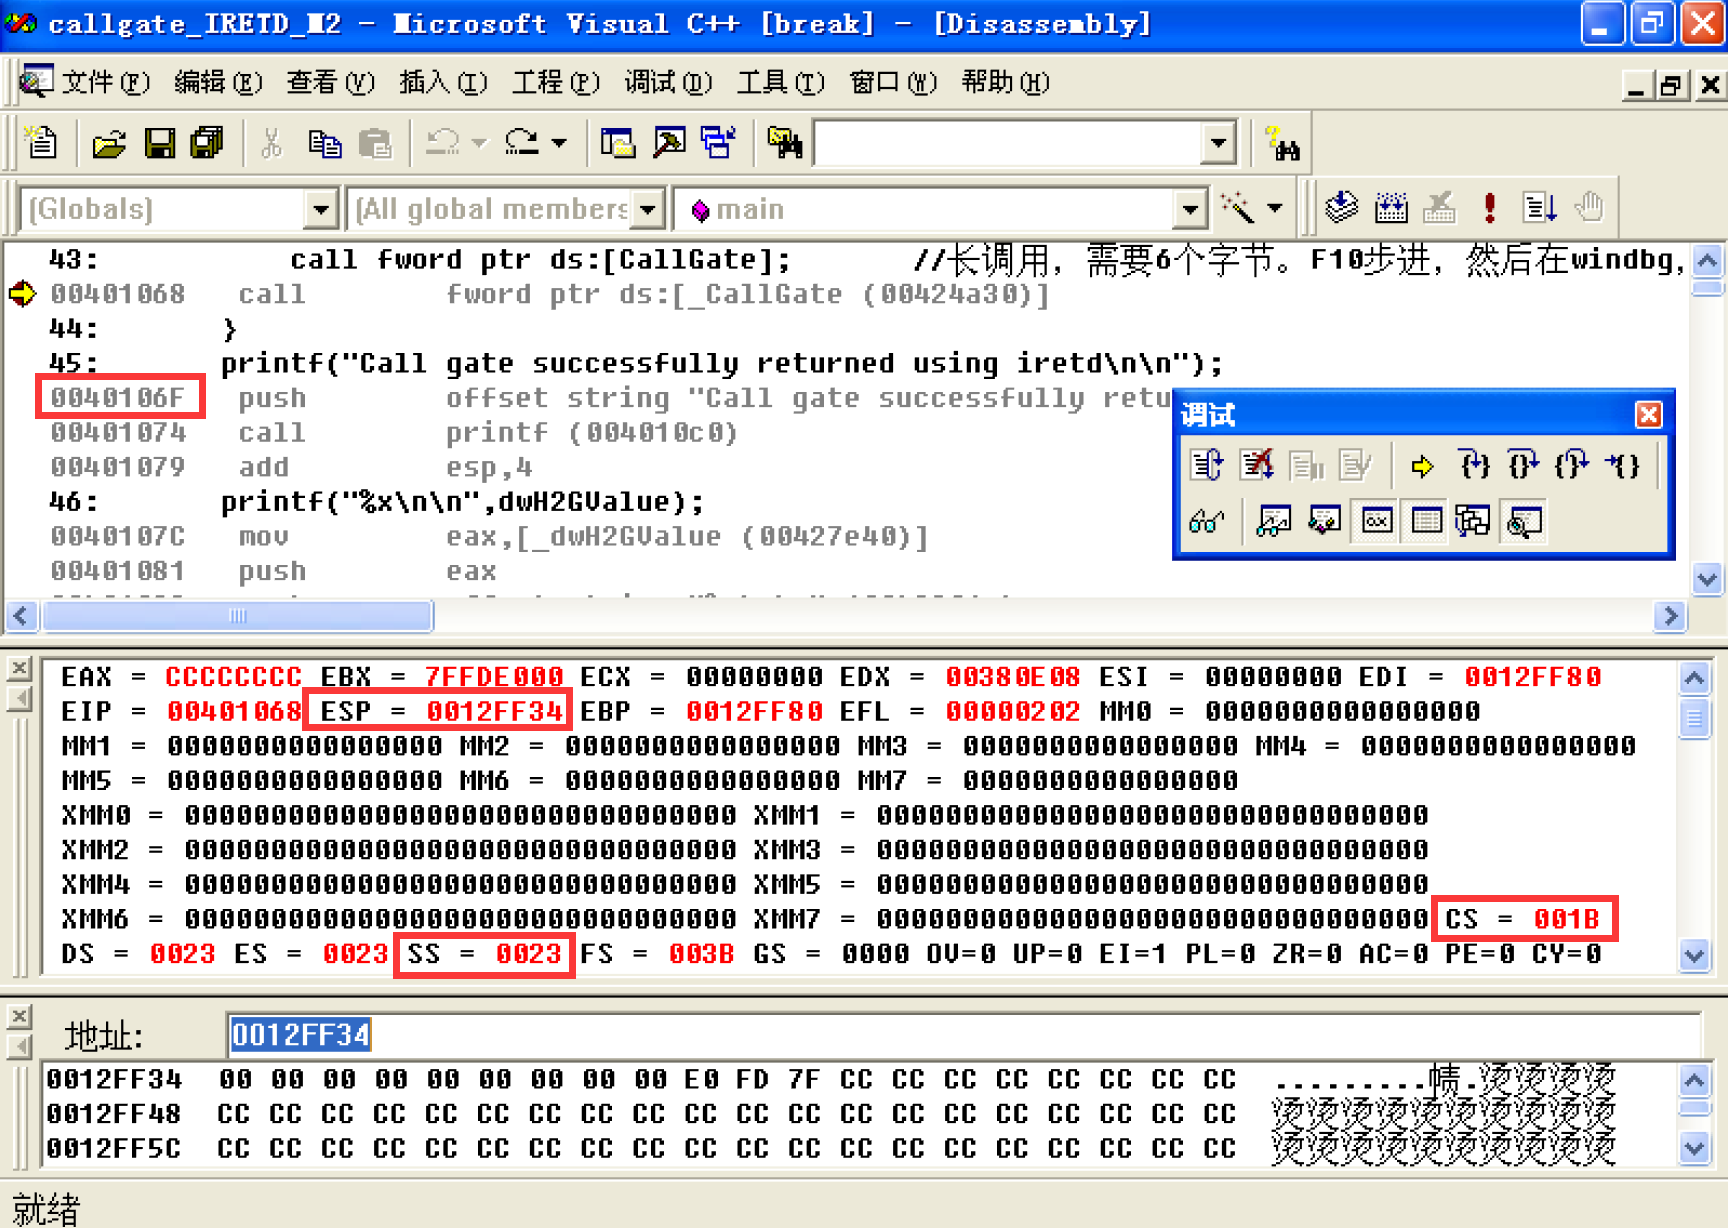 callgate_IRETD_M2 - Microsoft Visual C++ [break] - [Disassembly]
文件(F) 编辑(E) 查看(V) 插入(I) 工程(P) 调试(D) 工具(T) 窗口(W) 帮助(H)
(Globals) (All global members main
43: call fword ptr ds:[CallGate]; //长调用，需要6个字节。F10步进，然后在windbg,
00401068 call fword ptr ds:[_CallGate (00424a30)]
44: }
45: printf("Call gate successfully returned using iretd\n\n");
0040106F push offset string "Call gate successfully retu
00401074 call printf (004010c0)
00401079 add esp,4
46: printf("%x\n\n",dwH2GValue);
0040107C mov eax,[_dwH2GValue (00427e40)]
00401081 push eax
调试
EAX = CCCCCCCC EBX = 7FFDE000 ECX = 00000000 EDX = 00380E08 ESI = 00000000 EDI = 0012FF80
EIP = 00401068 ESP = 0012FF34 EBP = 0012FF80 EFL = 00000202 MM0 = 0000000000000000
MM1 = 0000000000000000 MM2 = 0000000000000000 MM3 = 0000000000000000 MM4 = 0000000000000000
MM5 = 0000000000000000 MM6 = 0000000000000000 MM7 = 0000000000000000
XMM0 = 00000000000000000000000000000000 XMM1 = 00000000000000000000000000000000
XMM2 = 00000000000000000000000000000000 XMM3 = 00000000000000000000000000000000
XMM4 = 00000000000000000000000000000000 XMM5 = 00000000000000000000000000000000
XMM6 = 00000000000000000000000000000000 XMM7 = 00000000000000000000000000000000 CS = 001B
DS = 0023 ES = 0023 SS = 0023 FS = 003B GS = 0000 OV=0 UP=0 EI=1 PL=0 ZR=0 AC=0 PE=0 CY=0
地址: 0012FF34
0012FF34 00 00 00 00 00 00 00 00 00 E0 FD 7F CC CC CC CC CC CC CC CC .........帻.烫烫烫烫
0012FF48 CC CC CC CC CC CC CC CC CC CC CC CC CC CC CC CC CC CC CC CC 烫烫烫烫烫烫烫烫烫烫
0012FF5C CC CC CC CC CC CC CC CC CC CC CC CC CC CC CC CC CC CC CC CC 烫烫烫烫烫烫烫烫烫烫
就绪